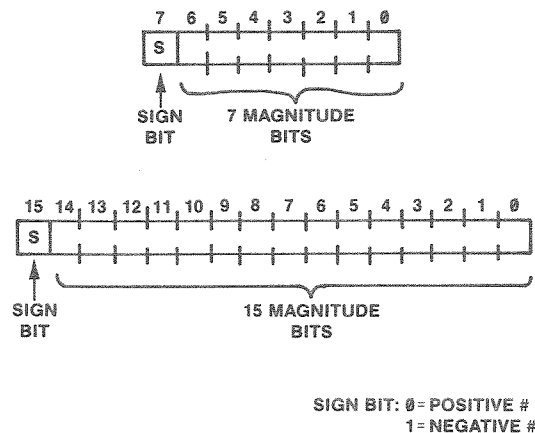 7 6 5 4 3 2 1 0
S
SIGN
BIT
7 MAGNITUDE
BITS
15 14 13 12 11 10 9 8 7 6 5 4 3 2 1 0
S
SIGN
BIT
15 MAGNITUDE
BITS
SIGN BIT: 0 = POSITIVE #
1 = NEGATIVE #